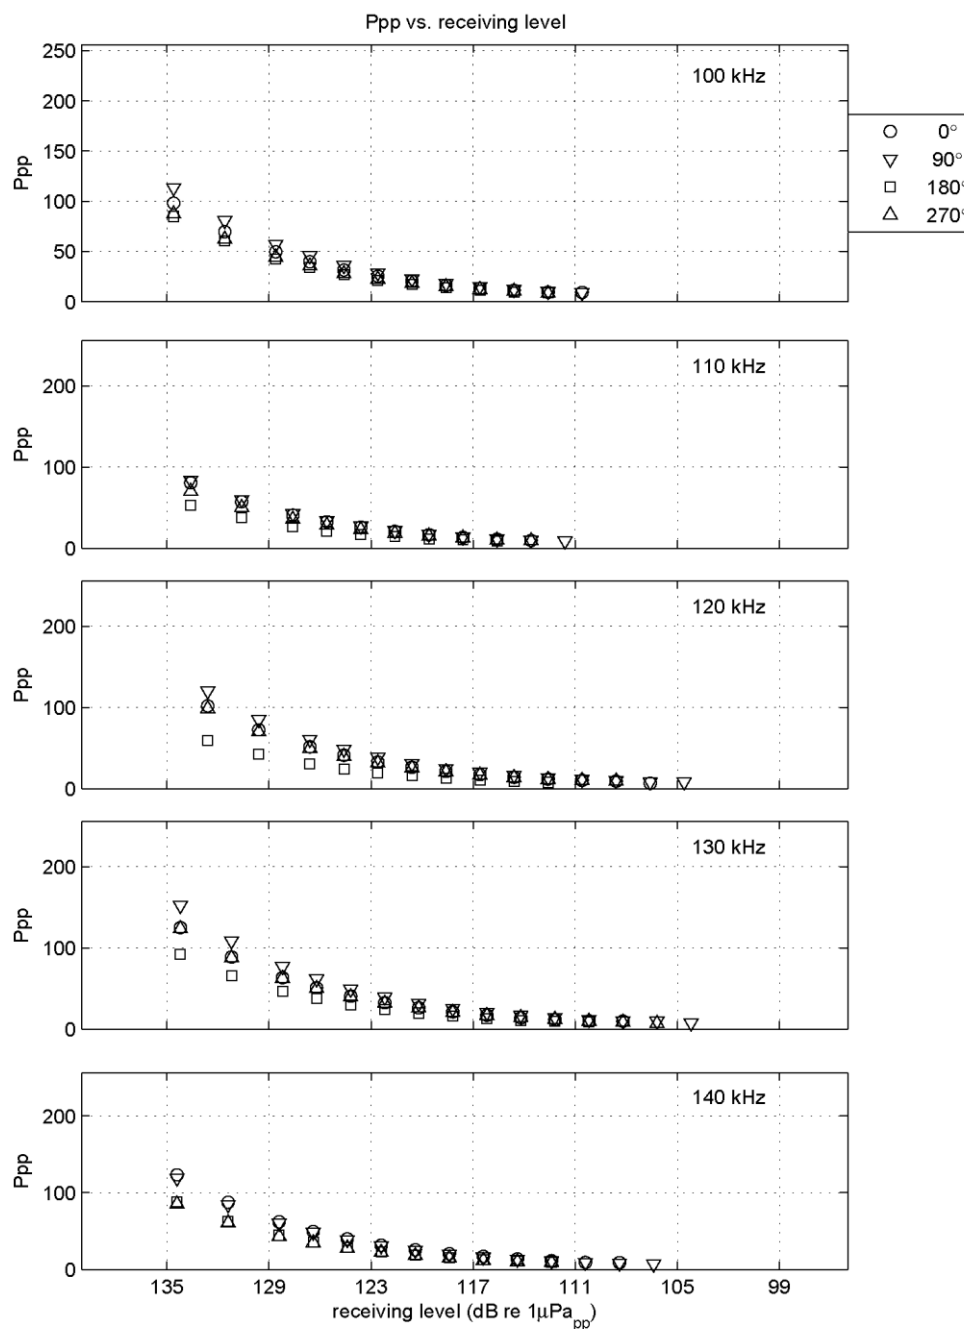 Ppp vs. receiving level
250
200
150
100
50
0
Ppp
100 kHz
0°
90°
180°
270°
200
100
0
Ppp
110 kHz
200
100
0
Ppp
120 kHz
200
100
0
Ppp
130 kHz
200
100
0
Ppp
140 kHz
135 129 123 117 111 105 99
receiving level (dB re 1μPapp)